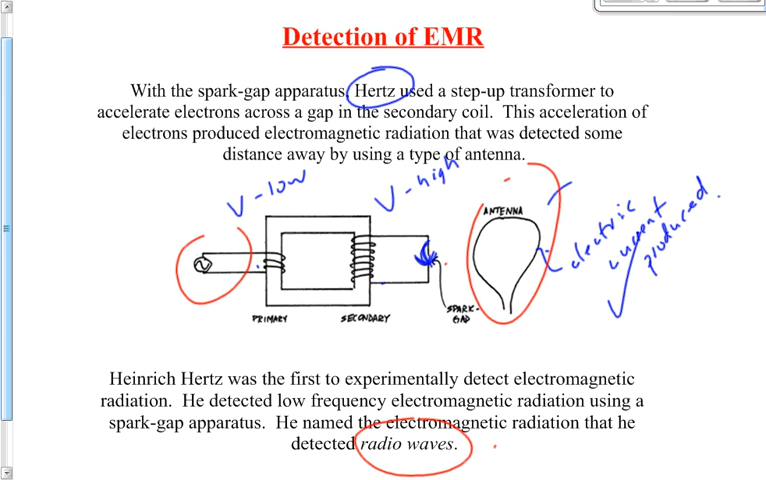 Detection of EMR
With the spark-gap apparatus, Hertz used a step-up transformer to
accelerate electrons across a gap in the secondary coil. This acceleration of
electrons produced electromagnetic radiation that was detected some
distance away by using a type of antenna.
V-low
V-high
ANTENNA
electric
current
produced.
PRIMARY
SECONDARY
SPARK-
GAP
Heinrich Hertz was the first to experimentally detect electromagnetic
radiation. He detected low frequency electromagnetic radiation using a
spark-gap apparatus. He named the electromagnetic radiation that he
detected radio waves.